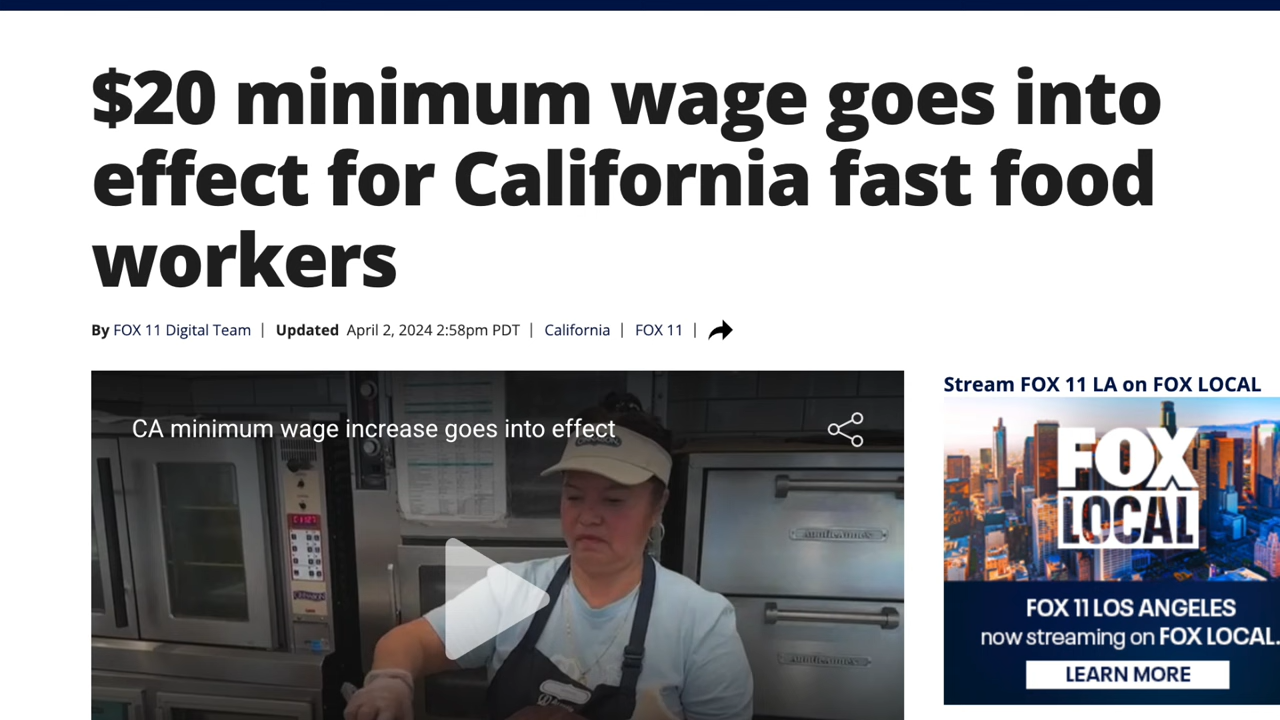 $20 minimum wage goes into
effect for California fast food
workers
By FOX 11 Digital Team | Updated April 2, 2024 2:58pm PDT | California | FOX 11 |
CA minimum wage increase goes into effect
Stream FOX 11 LA on FOX LOCAL
FOX
LOCAL
FOX 11 LOS ANGELES
now streaming on FOX LOCAL.
LEARN MORE